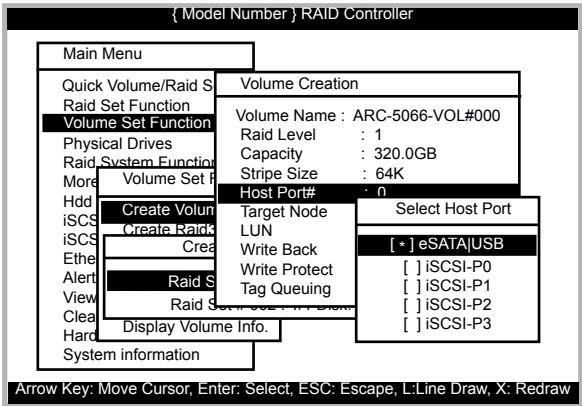 { Model Number } RAID Controller
Main Menu
Quick Volume/Raid S
Raid Set Function
Volume Set Function
Physical Drives
Raid System Function
More
Hdd
iSCS
iSCS
Ethe
Alert
View
Clea
Hard
System information
Volume Set F
Create Volum
Create Raid3
Display Volume Info.
Crea
Raid S
Raid Set
Volume Creation
Volume Name : ARC-5066-VOL#000
Raid Level : 1
Capacity : 320.0GB
Stripe Size : 64K
Host Port# : 0
Target Node
LUN
Write Back
Write Protect
Tag Queuing
Select Host Port
[ * ] eSATA|USB
[ ] iSCSI-P0
[ ] iSCSI-P1
[ ] iSCSI-P2
[ ] iSCSI-P3
Arrow Key: Move Cursor, Enter: Select, ESC: Escape, L:Line Draw, X: Redraw